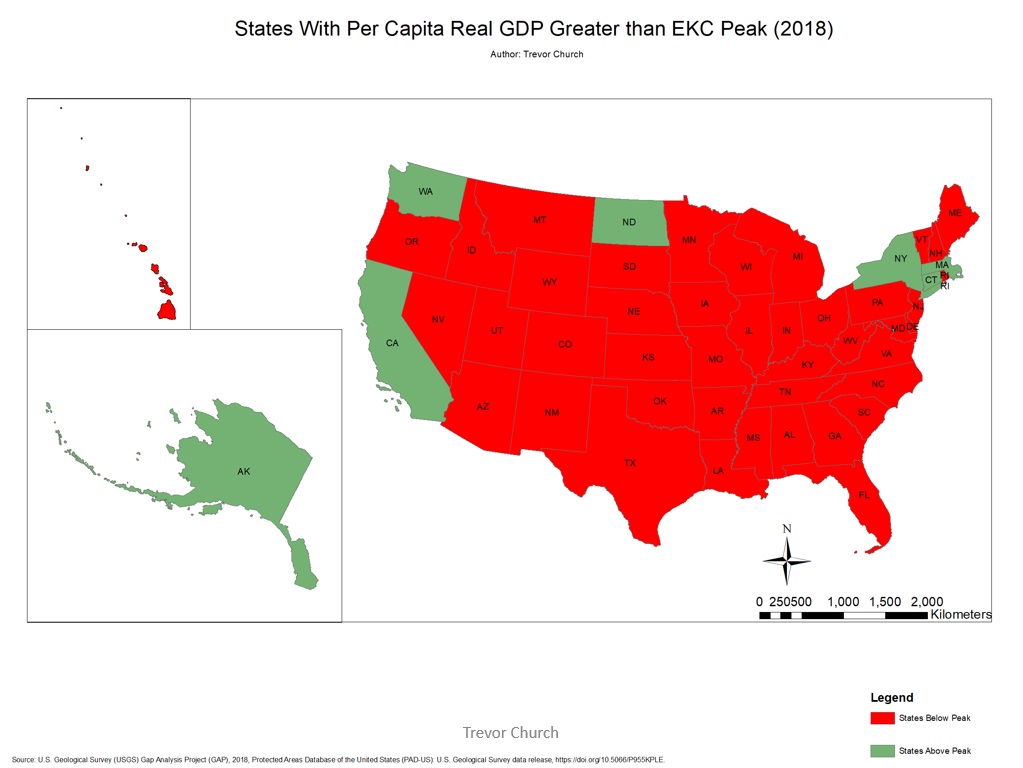 States With Per Capita Real GDP Greater than EKC Peak (2018)
Author: Trevor Church
WA
MT
ND
MN
ME
OR
ID
SD
WI
MI
VT
NH
NY
MA
WY
CT
RI
RI
NV
NE
IA
PA
NJ
CA
UT
CO
IL
IN
OH
MD
DE
KS
MO
WV
VA
KY
AZ
NM
OK
TN
NC
AR
SC
MS
AL
GA
TX
LA
AK
FL
N
0 250500 1,000 1,500 2,000
Kilometers
Legend
States Below Peak
States Above Peak
Trevor Church
Source: U.S. Geological Survey (USGS) Gap Analysis Project (GAP), 2018, Protected Areas Database of the United States (PAD-US): U.S. Geological Survey data release, https://doi.org/10.5066/P955KPLE.